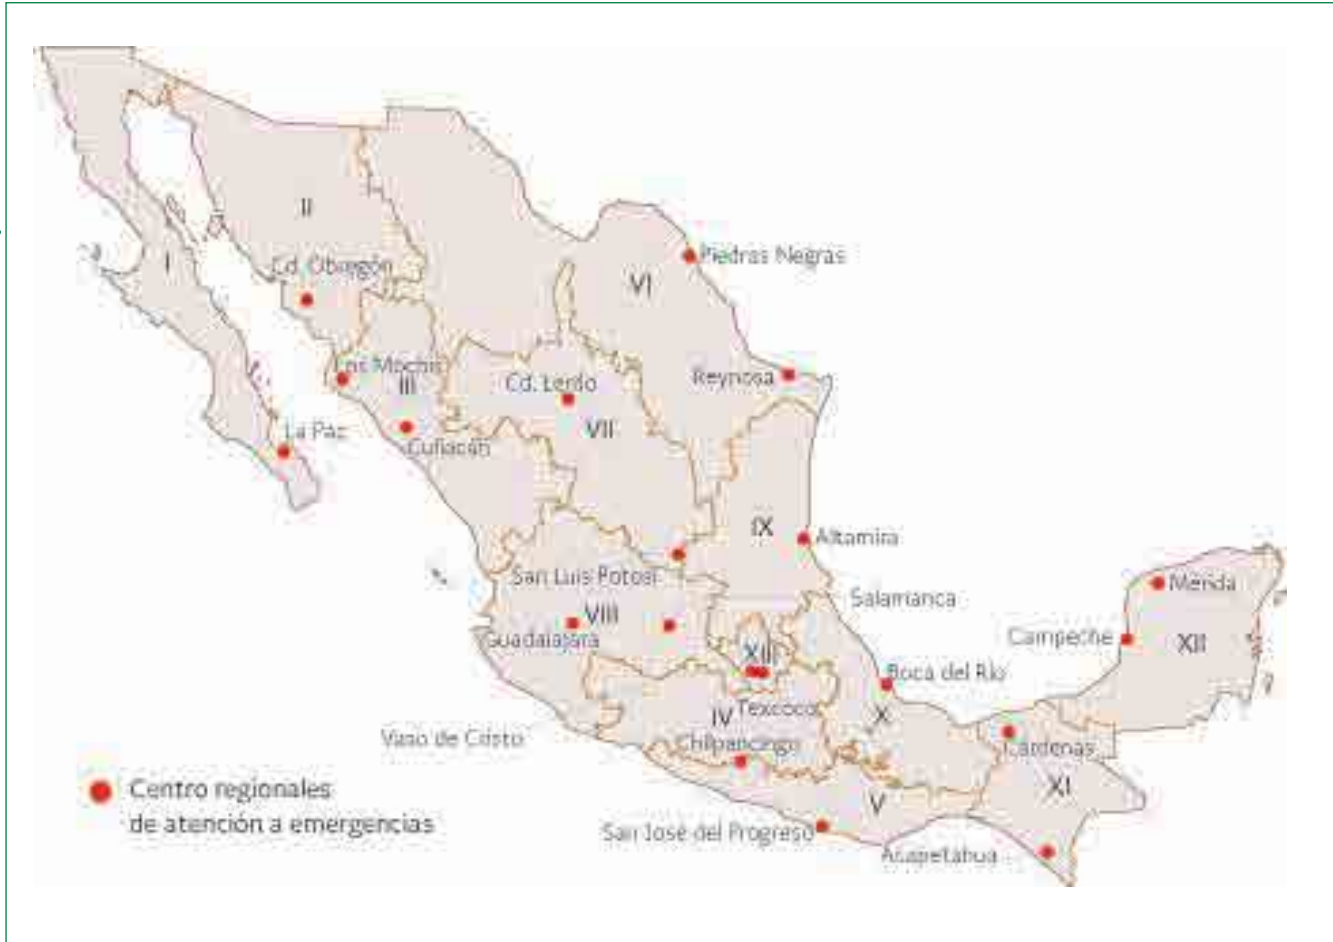 II
I
Cd. Obregón
VI
Piedras Negras
Los Mochis
III
Cd. Lerdo
Reynosa
VII
La Paz
Culiacán
IX
Altamira
San Luis Potosí
Salamanca
Mérida
VIII
Guadalajara
Campeche
XII
XIII
Boca del Río
IV
Texcoco
X
Vaso de Cristo
Chilpancingo
Cárdenas
XI
Centro regionales
de atención a emergencias
V
San José del Progreso
Acapetahua